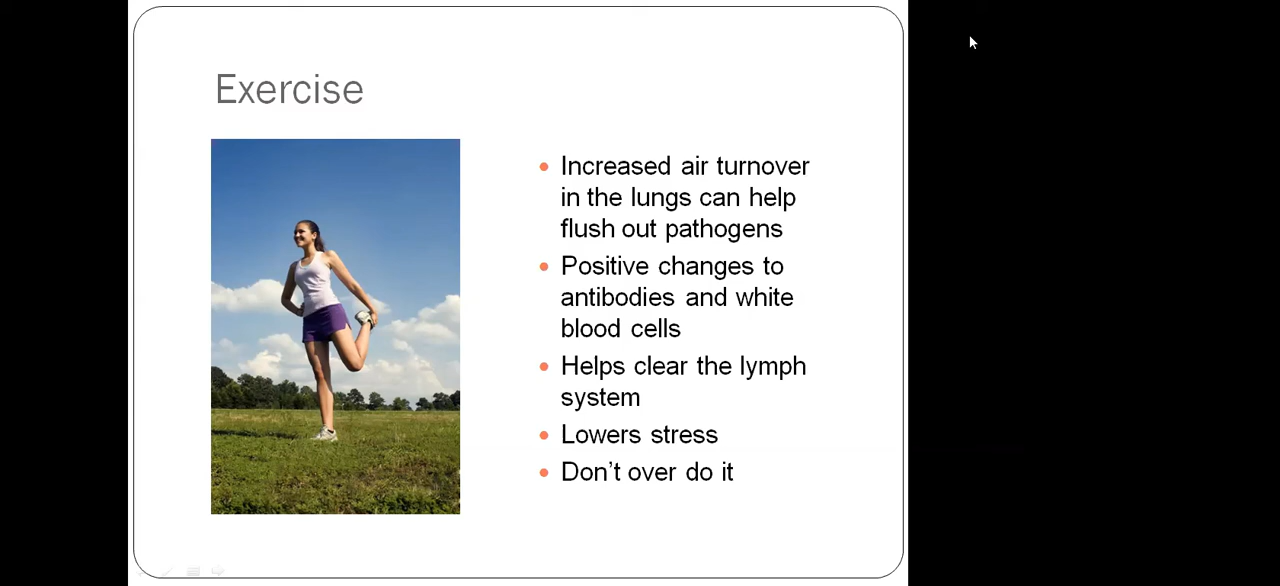 Exercise
Increased air turnover
in the lungs can help
flush out pathogens
Positive changes to
antibodies and white
blood cells
Helps clear the lymph
system
Lowers stress
Don’t over do it